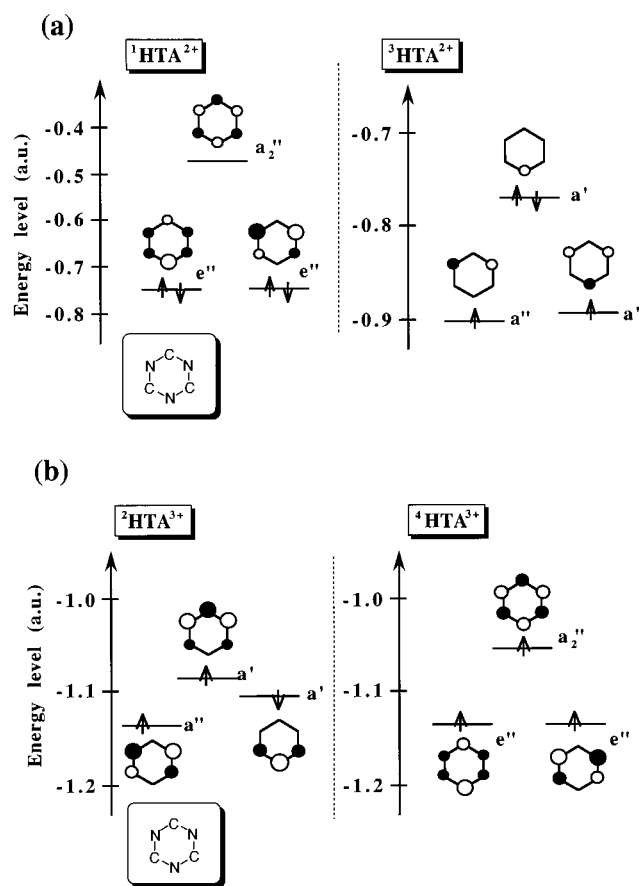 (a)
¹HTA²⁺
³HTA²⁺
Energy level (a.u.)
-0.4
-0.5
-0.6
-0.7
-0.8
a₂"
e"
e"
C
N N
C C
N
-0.7
-0.8
-0.9
a'
a"
a'
(b)
²HTA³⁺
⁴HTA³⁺
Energy level (a.u.)
-1.0
-1.1
-1.2
a"
a'
a'
C
N N
C C
N
-1.0
-1.1
-1.2
a₂"
e"
e"